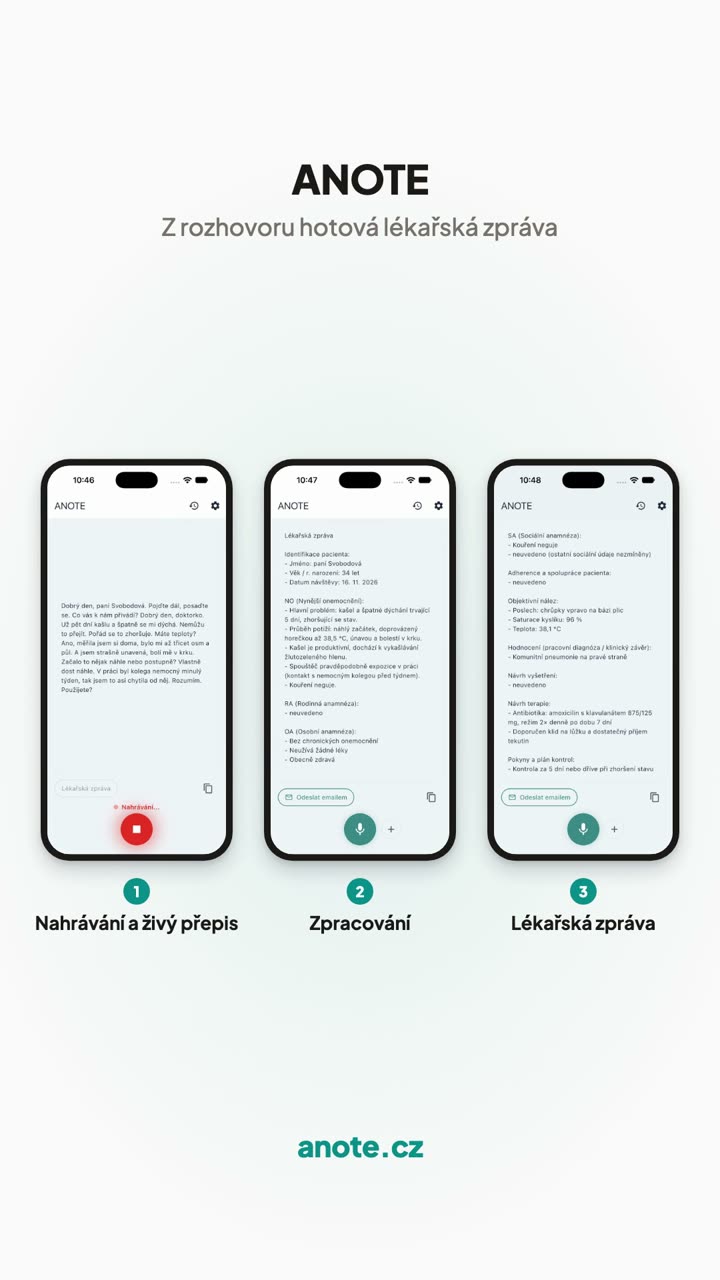 ANOTE
Z rozhovoru hotová lékařská zpráva
10:46
ANOTE
Dobrý den, paní Svobodová. Pojďte dál, posaďte
se. Co vás k nám přivádí? Dobrý den, doktorko.
Už pět dní kašlu a špatně se mi dýchá. Nemůžu
to přejít. Pořád se to zhoršuje. Máte teploty?
Ano, měřila jsem si doma, bylo mi až třicet osm a
půl. A jsem strašně unavená, bolí mě v krku.
Začalo to nějak náhle nebo postupně? Vlastně
dost náhle. V práci byl kolega nemocný minulý
týden, tak jsem to asi chytila od něj. Rozumím.
Použijete?
Lékařská zpráva
Nahrávání...
10:47
ANOTE
Lékařská zpráva
Identifikace pacienta:
- Jméno: paní Svobodová
- Věk / r. narození: 34 let
- Datum návštěvy: 16. 11. 2026
NO (Nynější onemocnění):
- Hlavní problém: kašel a špatné dýchání trvající
5 dní, zhoršující se stav.
- Průběh potíží: náhlý začátek, doprovázený
horečkou až 38,5 °C, únavou a bolestí v krku.
- Kašel je produktivní, dochází k vykašlávání
žlutozeleného hlenu.
- Spouštěč pravděpodobně expozice v práci
(kontakt s nemocným kolegou před týdnem).
- Kouření neguje.
RA (Rodinná anamnéza):
- neuvedeno
OA (Osobní anamnéza):
- Bez chronických onemocnění
- Neužívá žádné léky
- Obecně zdravá
Odeslat emailem
+
10:48
ANOTE
SA (Sociální anamnéza):
- Kouření neguje
- neuvedeno (ostatní sociální údaje nezmíněny)
Adherence a spolupráce pacienta:
- neuvedeno
Objektivní nález:
- Poslech: chrůpky vpravo na bázi plic
- Saturace kyslíku: 96 %
- Teplota: 38,1 °C
Hodnocení (pracovní diagnóza / klinický závěr):
- Komunitní pneumonie na pravé straně
Návrh vyšetření:
- neuvedeno
Návrh terapie:
- Antibiotika: amoxicilin s klavulanátem 875/125
mg, režim 2× denně po dobu 7 dní
- Doporučen klid na lůžku a dostatečný příjem
tekutin
Pokyny a plán kontrol:
- Kontrola za 5 dní nebo dříve při zhoršení stavu
Odeslat emailem
+
1
Nahrávání a živý přepis
2
Zpracování
3
Lékařská zpráva
anote.cz